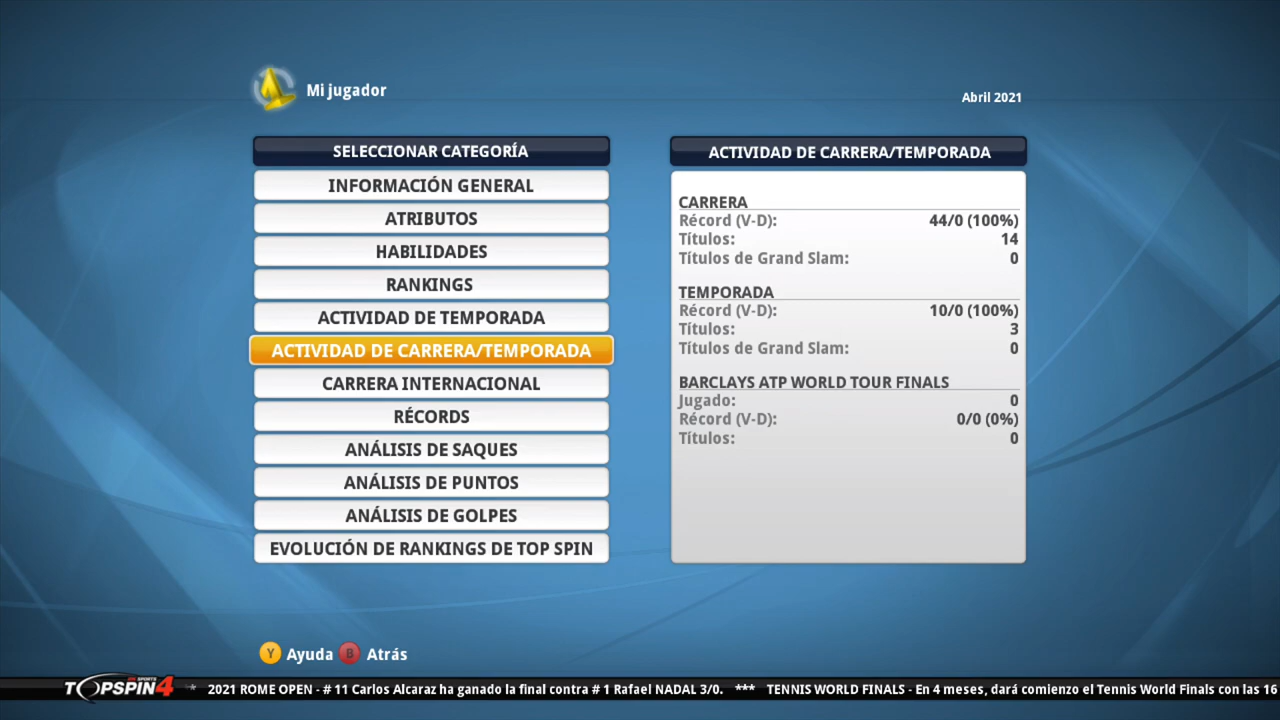 Mi jugador
Abril 2021
SELECCIONAR CATEGORÍA
INFORMACIÓN GENERAL
ATRIBUTOS
HABILIDADES
RANKINGS
ACTIVIDAD DE TEMPORADA
ACTIVIDAD DE CARRERA/TEMPORADA
CARRERA INTERNACIONAL
RÉCORDS
ANÁLISIS DE SAQUES
ANÁLISIS DE PUNTOS
ANÁLISIS DE GOLPES
EVOLUCIÓN DE RANKINGS DE TOP SPIN
ACTIVIDAD DE CARRERA/TEMPORADA
CARRERA
Récord (V-D): 44/0 (100%)
Títulos: 14
Títulos de Grand Slam: 0
TEMPORADA
Récord (V-D): 10/0 (100%)
Títulos: 3
Títulos de Grand Slam: 0
BARCLAYS ATP WORLD TOUR FINALS
Jugado: 0
Récord (V-D): 0/0 (0%)
Títulos: 0
Y Ayuda B Atrás
TOPSPIN 4 * 2021 ROME OPEN - # 11 Carlos Alcaraz ha ganado la final contra # 1 Rafael NADAL 3/0. *** TENNIS WORLD FINALS - En 4 meses, dará comienzo el Tennis World Finals con las 16